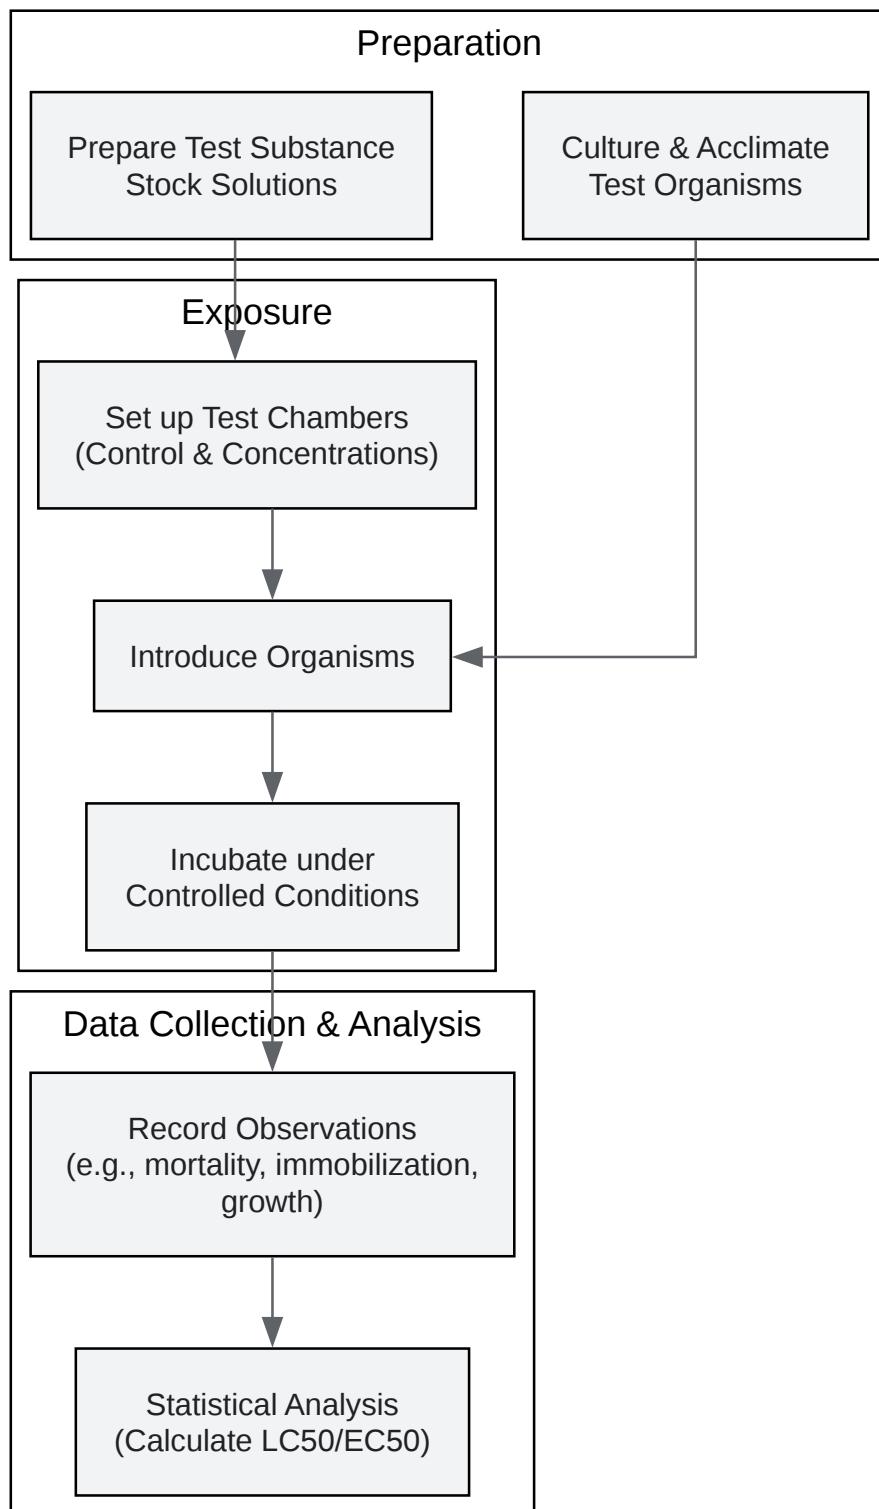 Preparation
Prepare Test Substance
Stock Solutions
Culture & Acclimate
Test Organisms
Exposure
Set up Test Chambers
(Control & Concentrations)
Introduce Organisms
Incubate under
Controlled Conditions
Data Collection & Analysis
Record Observations
(e.g., mortality, immobilization,
growth)
Statistical Analysis
(Calculate LC50/EC50)